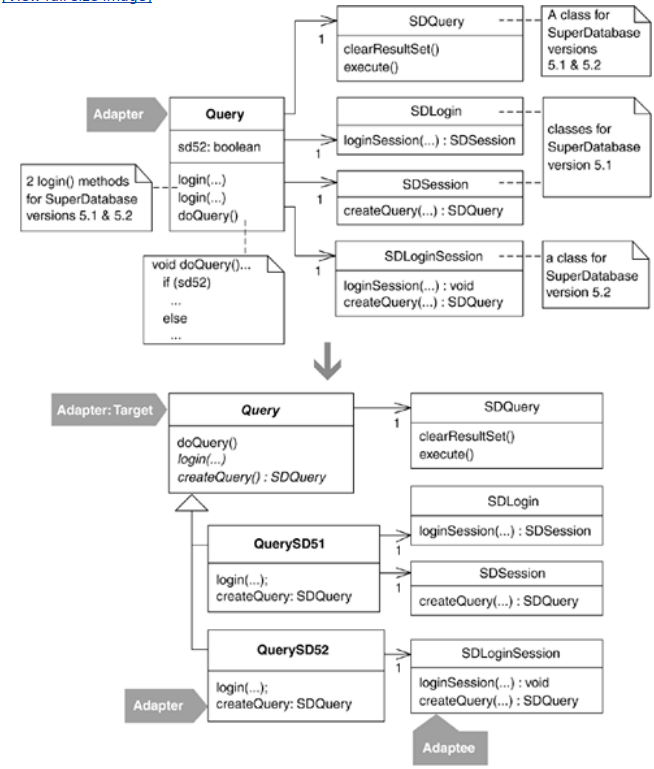 [View full size image]
SDQuery
clearResultSet()
execute()
A class for
SuperDatabase
versions
5.1 & 5.2
1
Adapter
Query
sd52: boolean
login(...)
login(...)
doQuery()
SDLogin
loginSession(...) : SDSession
1
classes for
SuperDatabase
version 5.1
2 login() methods
for SuperDatabase
versions 5.1 & 5.2
SDSession
createQuery(...) : SDQuery
1
SDLoginSession
loginSession(...) : void
createQuery(...) : SDQuery
1
a class for
SuperDatabase
version 5.2
void doQuery()...
if (sd52)
...
else
...
Adapter: Target
Query
doQuery()
login(...)
createQuery() : SDQuery
1
SDQuery
clearResultSet()
execute()
QuerySD51
login(...);
createQuery: SDQuery
1
SDLogin
loginSession(...) : SDSession
1
SDSession
createQuery(...) : SDQuery
QuerySD52
login(...);
createQuery: SDQuery
1
SDLoginSession
loginSession(...) : void
createQuery(...) : SDQuery
Adapter
Adaptee